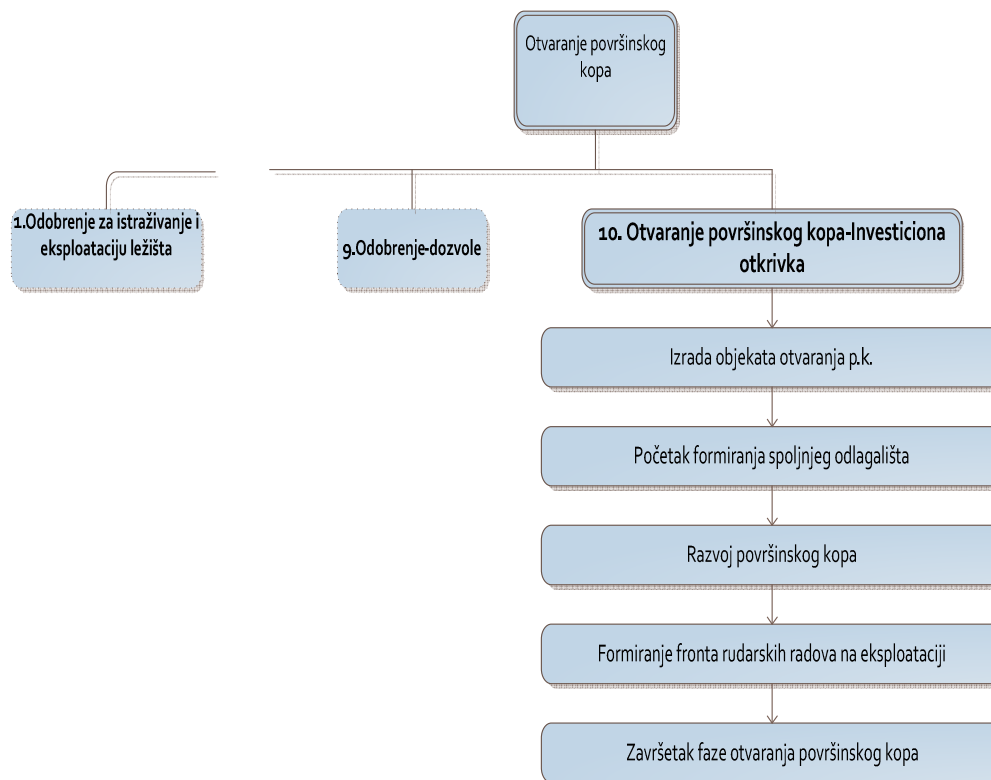 Otvaranje površinskog
kopa
1.Odobrenje za istraživanje i
eksploataciju ležišta
9.Odobrenje-dozvole
10. Otvaranje površinskog kopa-Investiciona
otkrivka
Izrada objekata otvaranja p.k.
Početak formiranja spoljnjeg odlagališta
Razvoj površinskog kopa
Formiranje fronta rudarskih radova na eksploataciji
Završetak faze otvaranja površinskog kopa